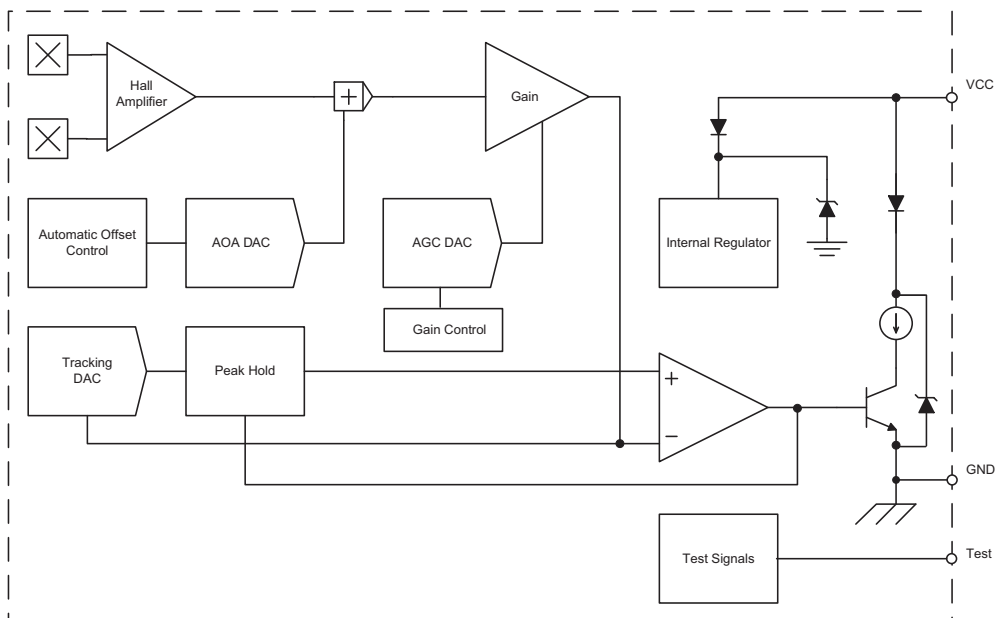 Hall
Amplifier
+
Gain
VCC
Automatic Offset
Control
AOA DAC
AGC DAC
Internal Regulator
Gain Control
Tracking
DAC
Peak Hold
+
−
GND
Test Signals
Test